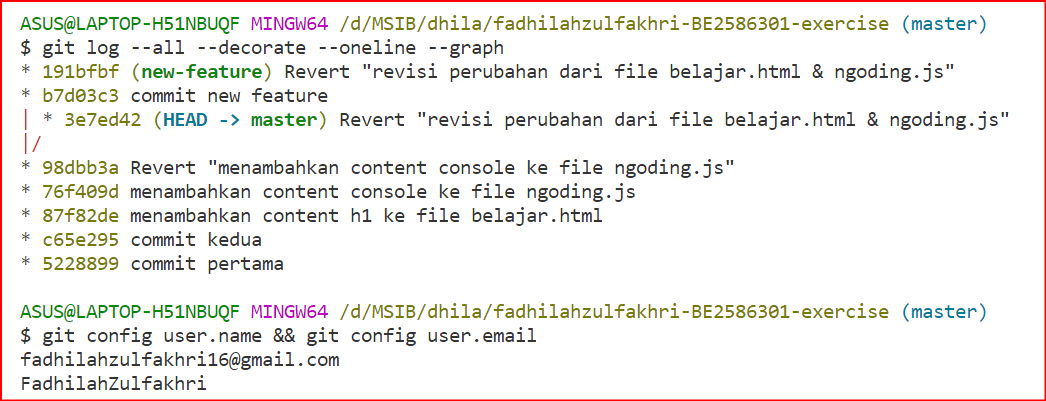 ASUS@LAPTOP-H51NBUQF MINGW64 /d/MSIB/dhila/fadhilahzulfakhri-BE2586301-exercise (master)
$ git log --all --decorate --oneline --graph
* 191bfbf (new-feature) Revert "revisi perubahan dari file belajar.html & ngoding.js"
* b7d03c3 commit new feature
| * 3e7ed42 (HEAD -> master) Revert "revisi perubahan dari file belajar.html & ngoding.js"
|/
* 98dbb3a Revert "menambahkan content console ke file ngoding.js"
* 76f409d menambahkan content console ke file ngoding.js
* 87f82de menambahkan content h1 ke file belajar.html
* c65e295 commit kedua
* 5228899 commit pertama
ASUS@LAPTOP-H51NBUQF MINGW64 /d/MSIB/dhila/fadhilahzulfakhri-BE2586301-exercise (master)
$ git config user.name && git config user.email
fadhilahzulfakhri16@gmail.com
FadhilahZulfakhri